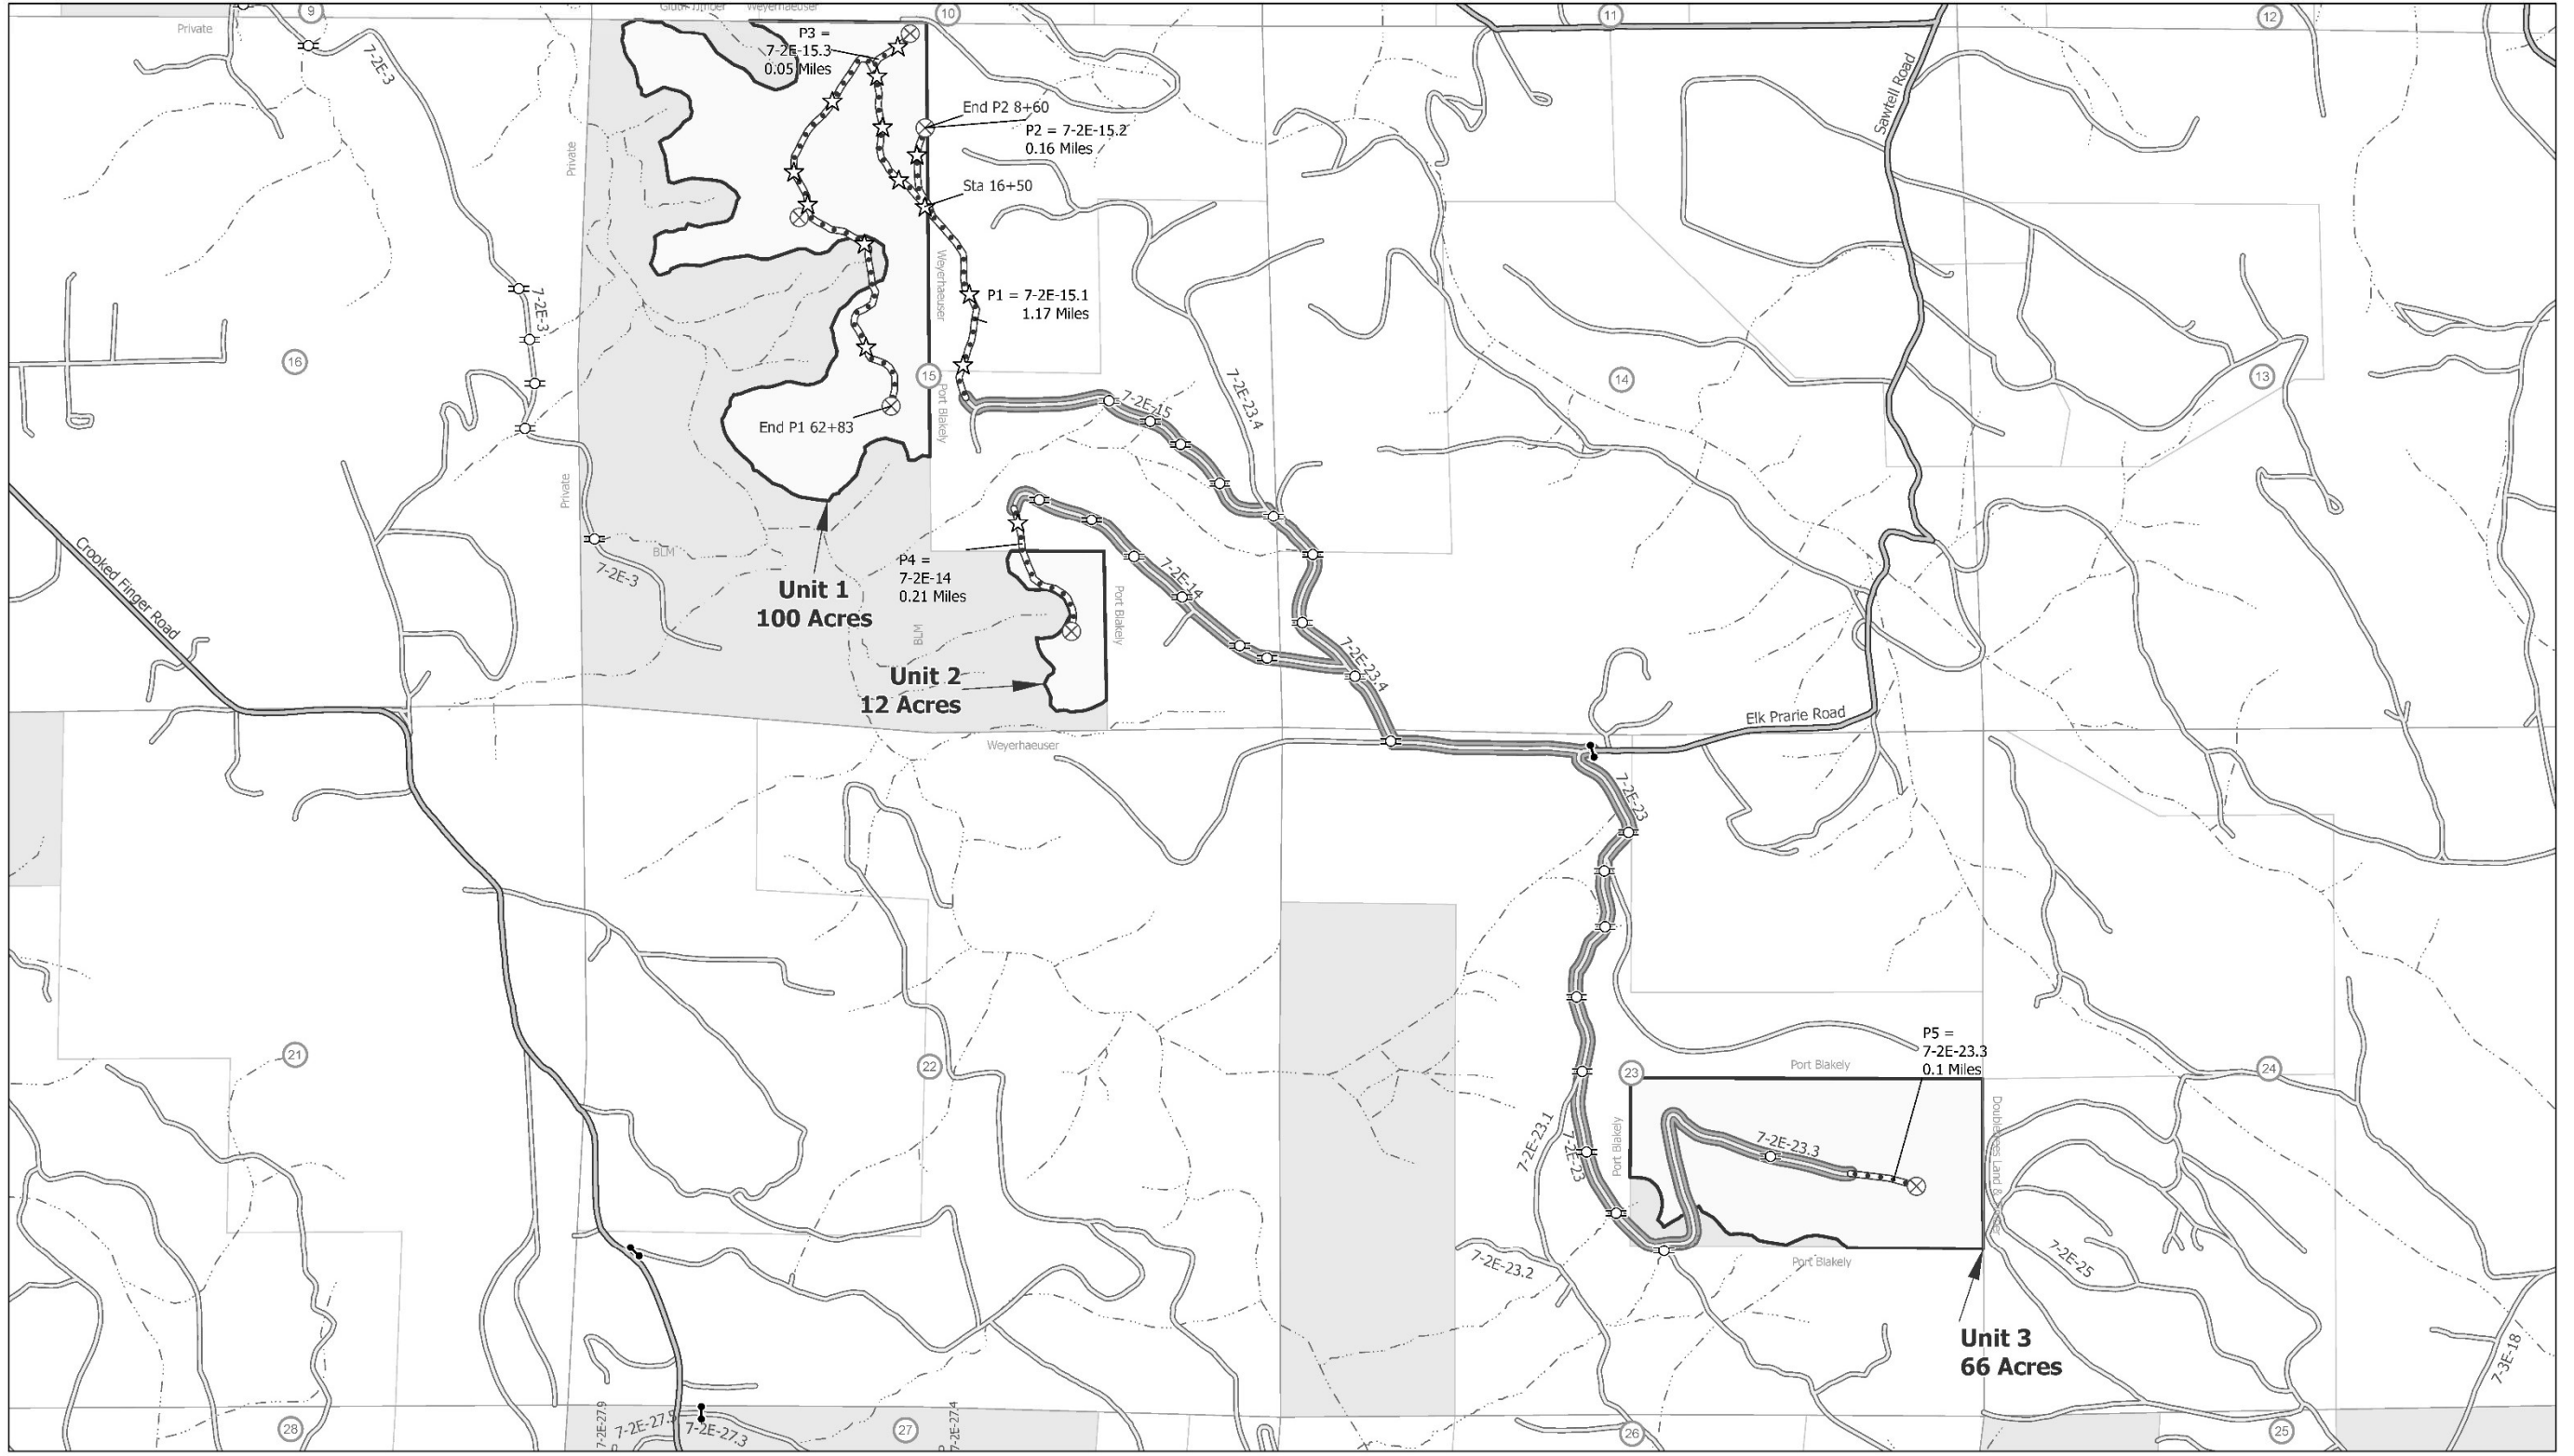 9
Weyerhaeuser
10
11
12
Private
7-2E-3
P3 =
7-2E-15.3
0.05 Miles
Sawtell Road
End P2 8+60
P2 = 7-2E-15.2
0.16 Miles
Private
Sta 16+50
Weyerhaeuser
7-2E-3
P1 = 7-2E-15.1
1.17 Miles
16
15
14
13
Port Blakely
7-2E-15
7-2E-23.4
End P1 62+83
Private
Crooked Finger Road
BLM
7-2E-3
Unit 1
100 Acres
P4 =
7-2E-14
0.21 Miles
7-2E-14
Port Blakely
BLM
Unit 2
12 Acres
7-2E-23.4
Elk Prarie Road
Weyerhaeuser
7-2E-23
P5 =
7-2E-23.3
0.1 Miles
21
22
23
Port Blakely
24
7-2E-23.1
7-2E-23
Port Blakely
7-2E-23.3
7-2E-23.2
Port Blakely
7-2E-25
Unit 3
66 Acres
7-3E-18
7-2E-27.9
7-2E-27.5
7-2E-27.3
7-2E-27.4
28
27
26
25